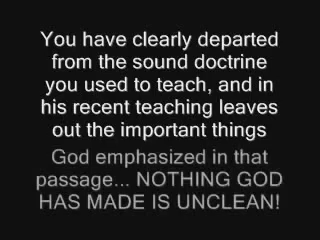 You have clearly departed
from the sound doctrine
you used to teach, and in
his recent teaching leaves
out the important things
God emphasized in that
passage... NOTHING GOD
HAS MADE IS UNCLEAN!